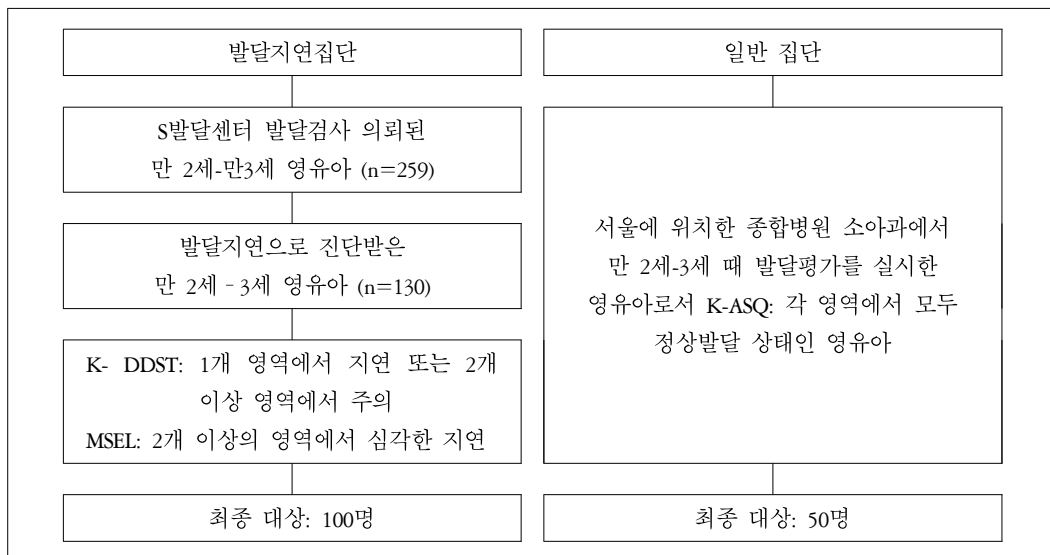 발달지연집단
S발달센터 발달검사 의뢰된
만 2세-만3세 영유아 (n=259)
발달지연으로 진단받은
만 2세 - 3세 영유아 (n=130)
K- DDST: 1개 영역에서 지연 또는 2개
이상 영역에서 주의
MSEL: 2개 이상의 영역에서 심각한 지연
최종 대상: 100명
일반 집단
서울에 위치한 종합병원 소아과에서
만 2세-3세 때 발달평가를 실시한
영유아로서 K-ASQ: 각 영역에서 모두
정상발달 상태인 영유아
최종 대상: 50명